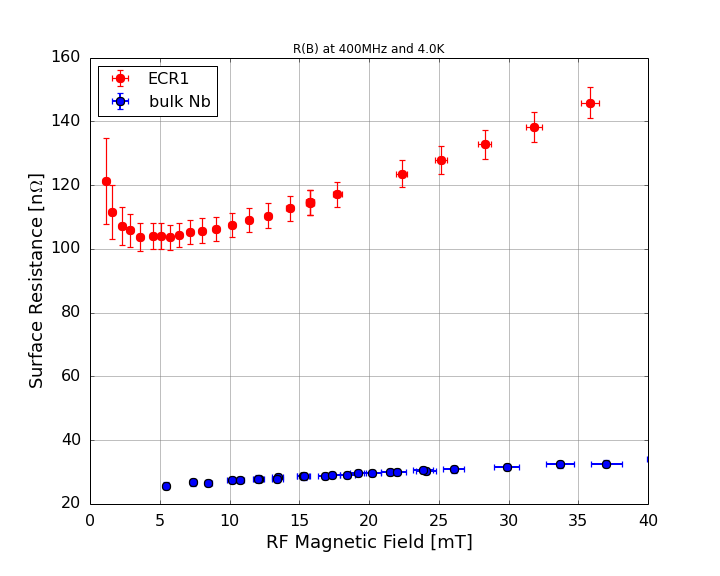 R(B) at 400MHz and 4.0K
160
140
120
100
80
60
40
20
Surface Resistance [nΩ]
ECR1
bulk Nb
0 5 10 15 20 25 30 35 40
RF Magnetic Field [mT]